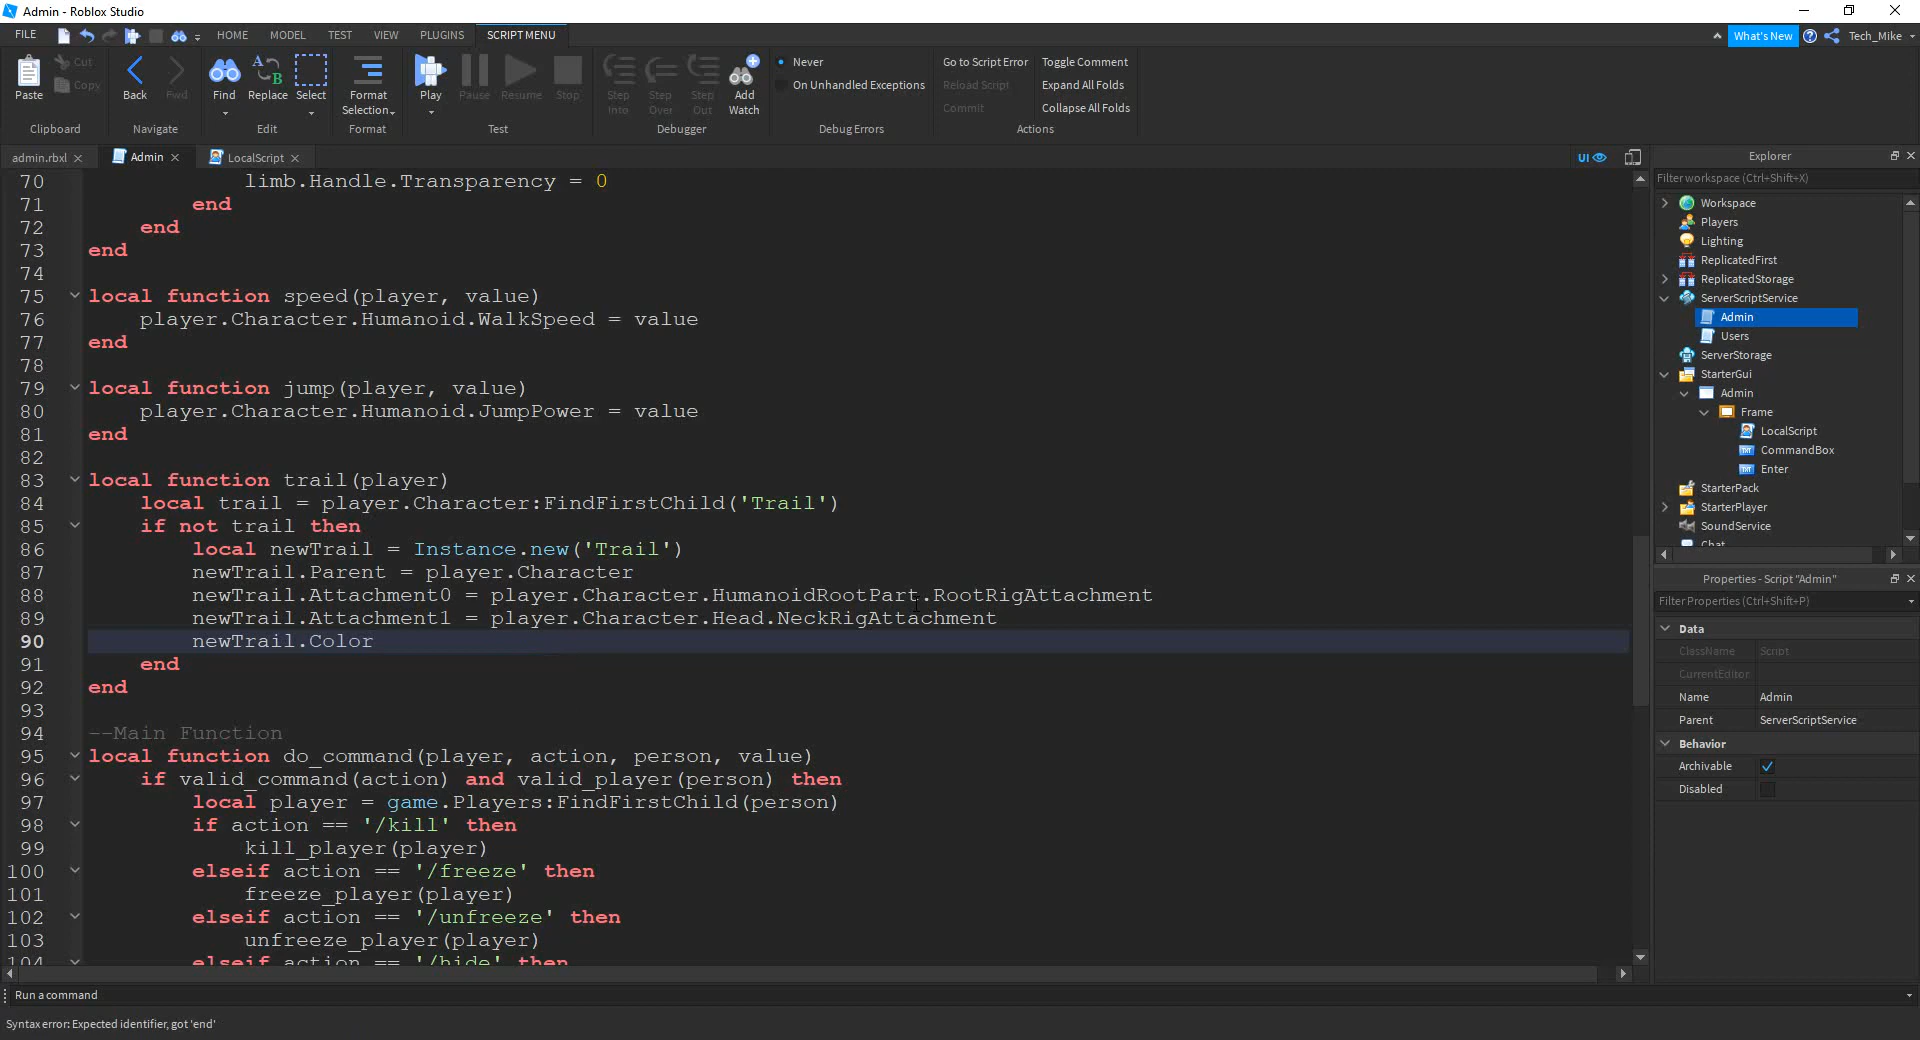 Admin - Roblox Studio
FILE HOME MODEL TEST VIEW PLUGINS SCRIPT MENU What's New Tech_Mike
Paste Cut Copy Back Fwd Find Replace Select Format Selection Play Pause Resume Stop Step Into Step Over Step Out Add Watch
Never
On Unhandled Exceptions
Go to Script Error
Reload Script
Commit
Toggle Comment
Expand All Folds
Collapse All Folds
Clipboard Navigate Edit Format Test Debugger Debug Errors Actions
admin.rbxl Admin LocalScript UI
70 limb.Handle.Transparency = 0
71 end
72 end
73 end
74
75 local function speed(player, value)
76 player.Character.Humanoid.WalkSpeed = value
77 end
78
79 local function jump(player, value)
80 player.Character.Humanoid.JumpPower = value
81 end
82
83 local function trail(player)
84 local trail = player.Character:FindFirstChild('Trail')
85 if not trail then
86 local newTrail = Instance.new('Trail')
87 newTrail.Parent = player.Character
88 newTrail.Attachment0 = player.Character.HumanoidRootPart.RootRigAttachment
89 newTrail.Attachment1 = player.Character.Head.NeckRigAttachment
90 newTrail.Color
91 end
92 end
93
94 --Main Function
95 local function do_command(player, action, person, value)
96 if valid_command(action) and valid_player(person) then
97 local player = game.Players:FindFirstChild(person)
98 if action == '/kill' then
99 kill_player(player)
100 elseif action == '/freeze' then
101 freeze_player(player)
102 elseif action == '/unfreeze' then
103 unfreeze_player(player)
104 elseif action == '/hide' then
Explorer
Filter workspace (Ctrl+Shift+X)
Workspace
Players
Lighting
ReplicatedFirst
ReplicatedStorage
ServerScriptService
Admin
Users
ServerStorage
StarterGui
Admin
Frame
LocalScript
CommandBox
Enter
StarterPack
StarterPlayer
SoundService
Chat
Properties - Script "Admin"
Filter Properties (Ctrl+Shift+P)
Data
ClassName Script
CurrentEditor
Name Admin
Parent ServerScriptService
Behavior
Archivable
Disabled
Run a command
Syntax error: Expected identifier, got 'end'